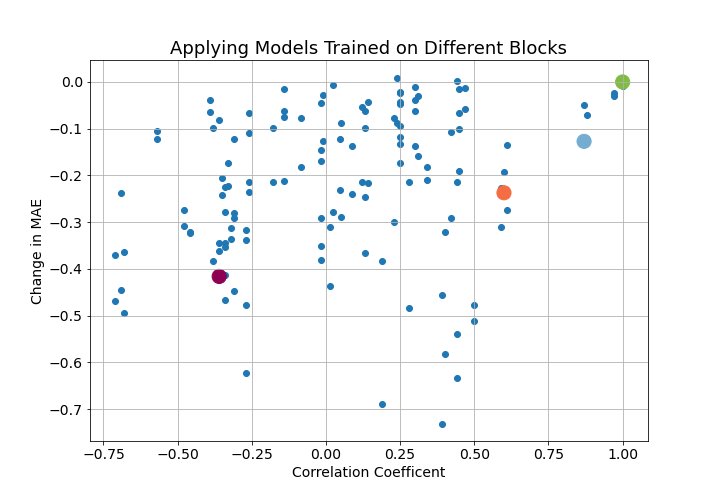 Applying Models Trained on Different Blocks
Change in MAE
0.0
−0.1
−0.2
−0.3
−0.4
−0.5
−0.6
−0.7
−0.75 −0.50 −0.25 0.00 0.25 0.50 0.75 1.00
Correlation Coefficent